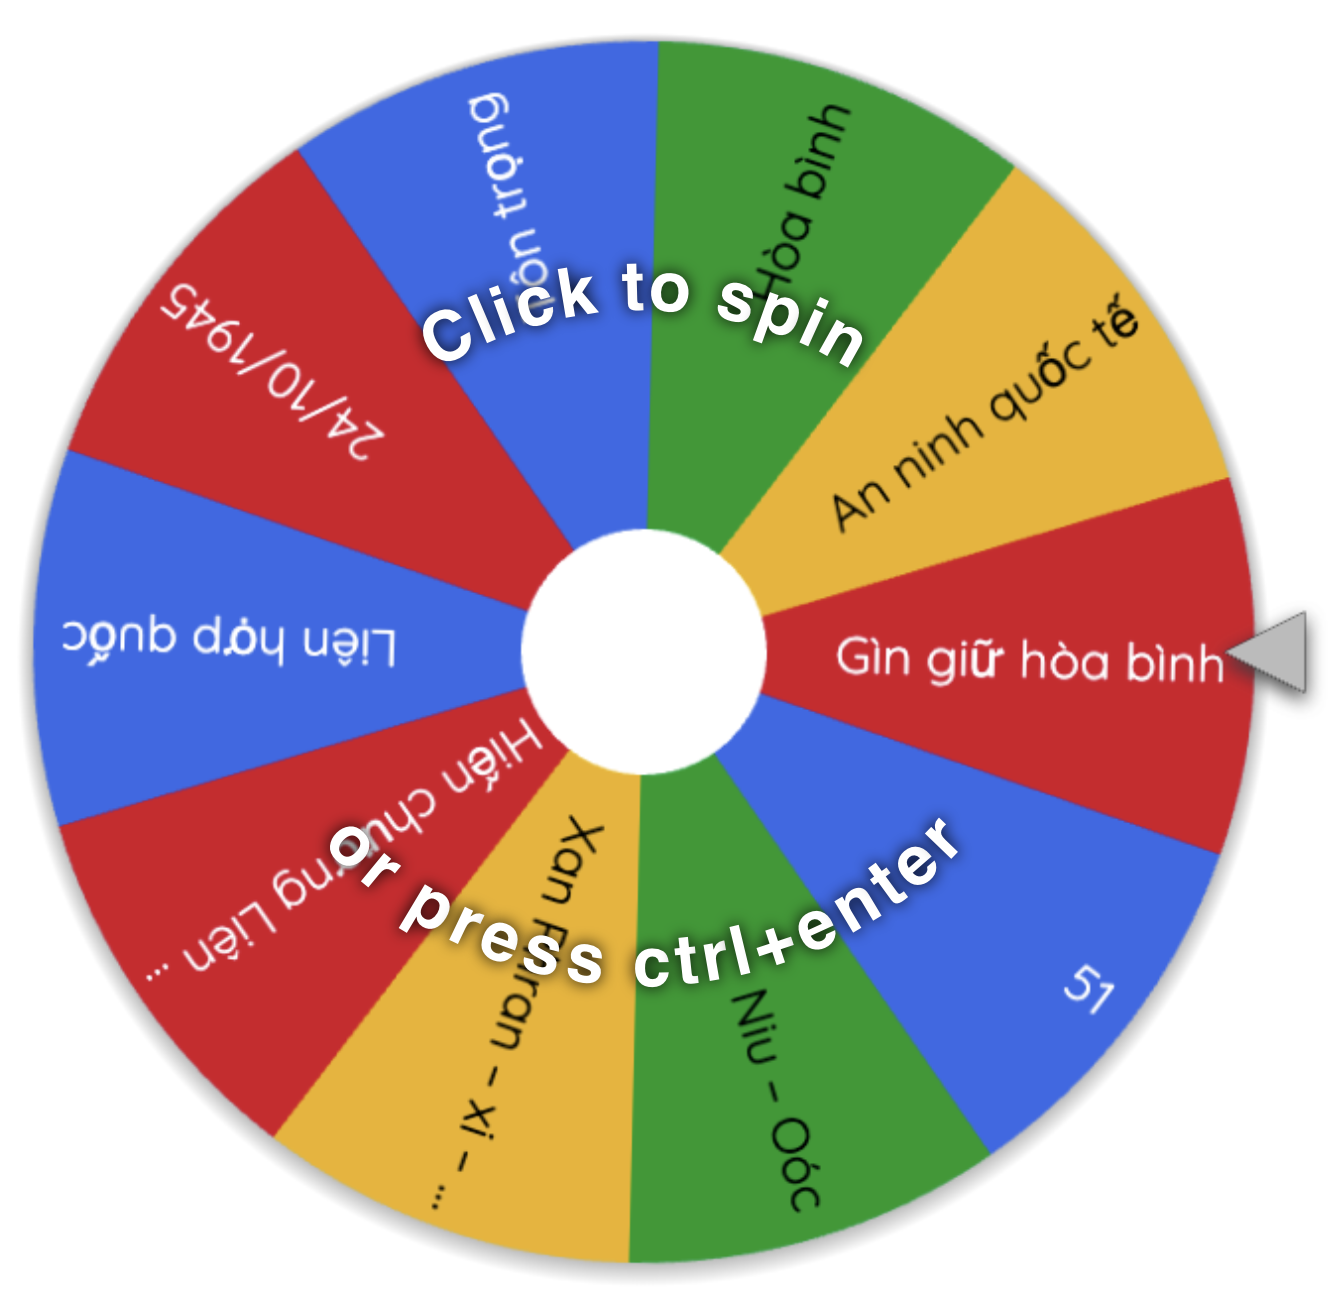 Click to spin
or press ctrl+enter
Hòa bình
An ninh quốc tế
Gìn giữ hòa bình
51
Niu - Oóc
Xan Phran - xi - ...
Hiến chương Liên ...
Liên hợp quốc
24/10/1945
Tôn trọng